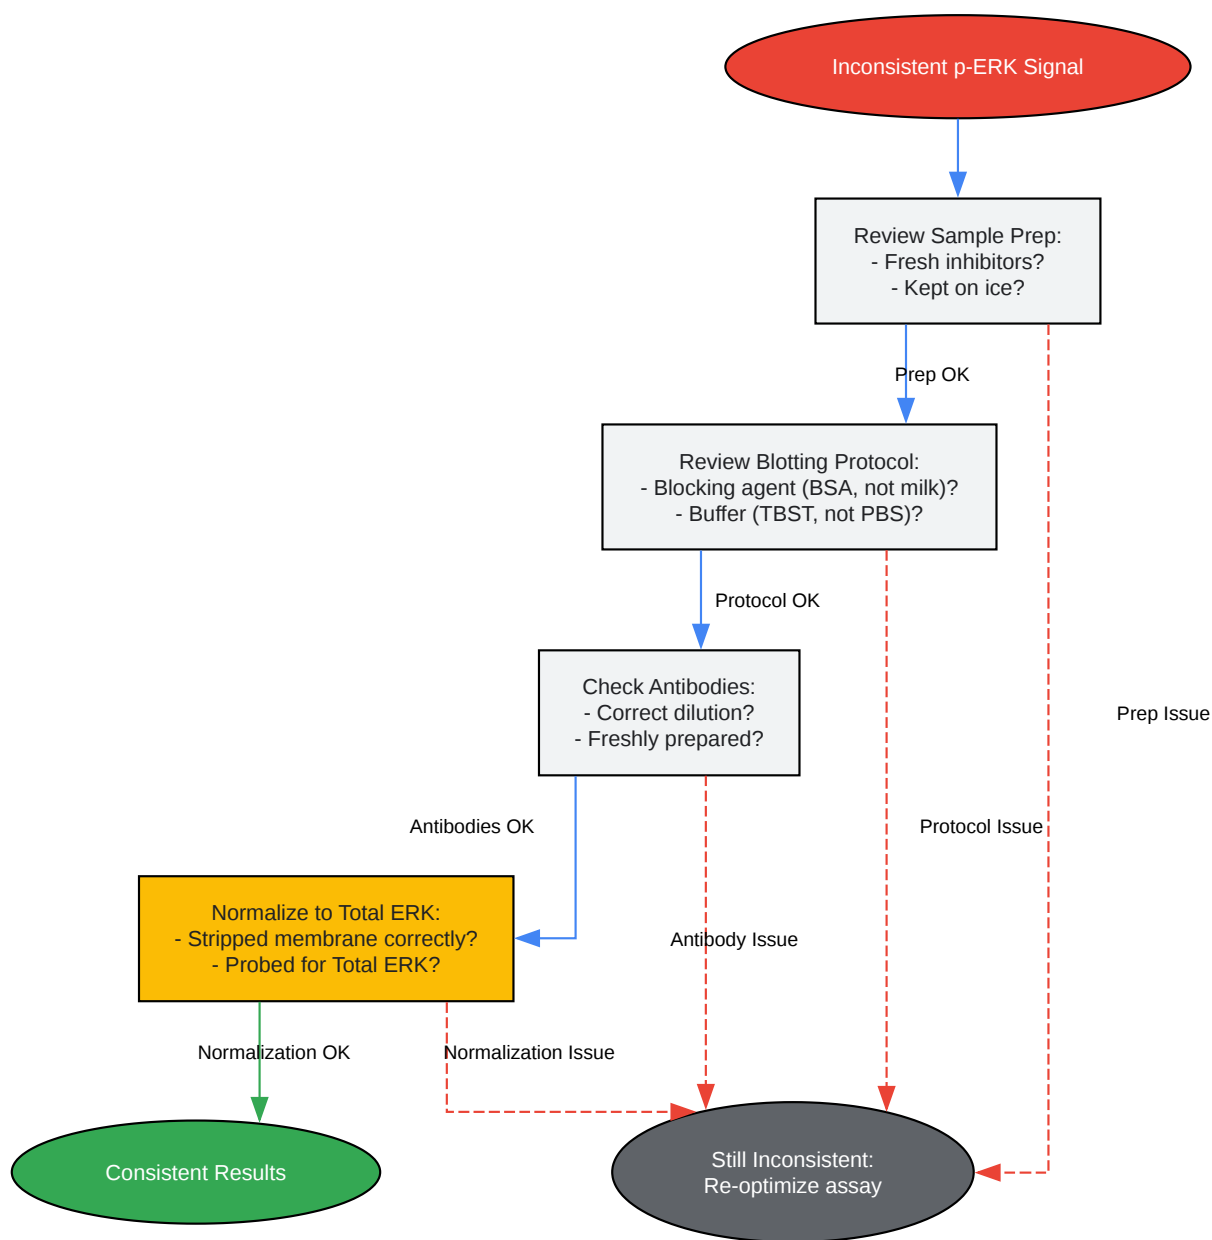 Inconsistent p-ERK Signal
Review Sample Prep:
- Fresh inhibitors?
- Kept on ice?
Prep OK
Review Blotting Protocol:
- Blocking agent (BSA, not milk)?
- Buffer (TBST, not PBS)?
Protocol OK
Check Antibodies:
- Correct dilution?
- Freshly prepared?
Prep Issue
Antibodies OK
Protocol Issue
Normalize to Total ERK:
- Stripped membrane correctly?
- Probed for Total ERK?
Antibody Issue
Normalization OK
Normalization Issue
Consistent Results
Still Inconsistent:
Re-optimize assay